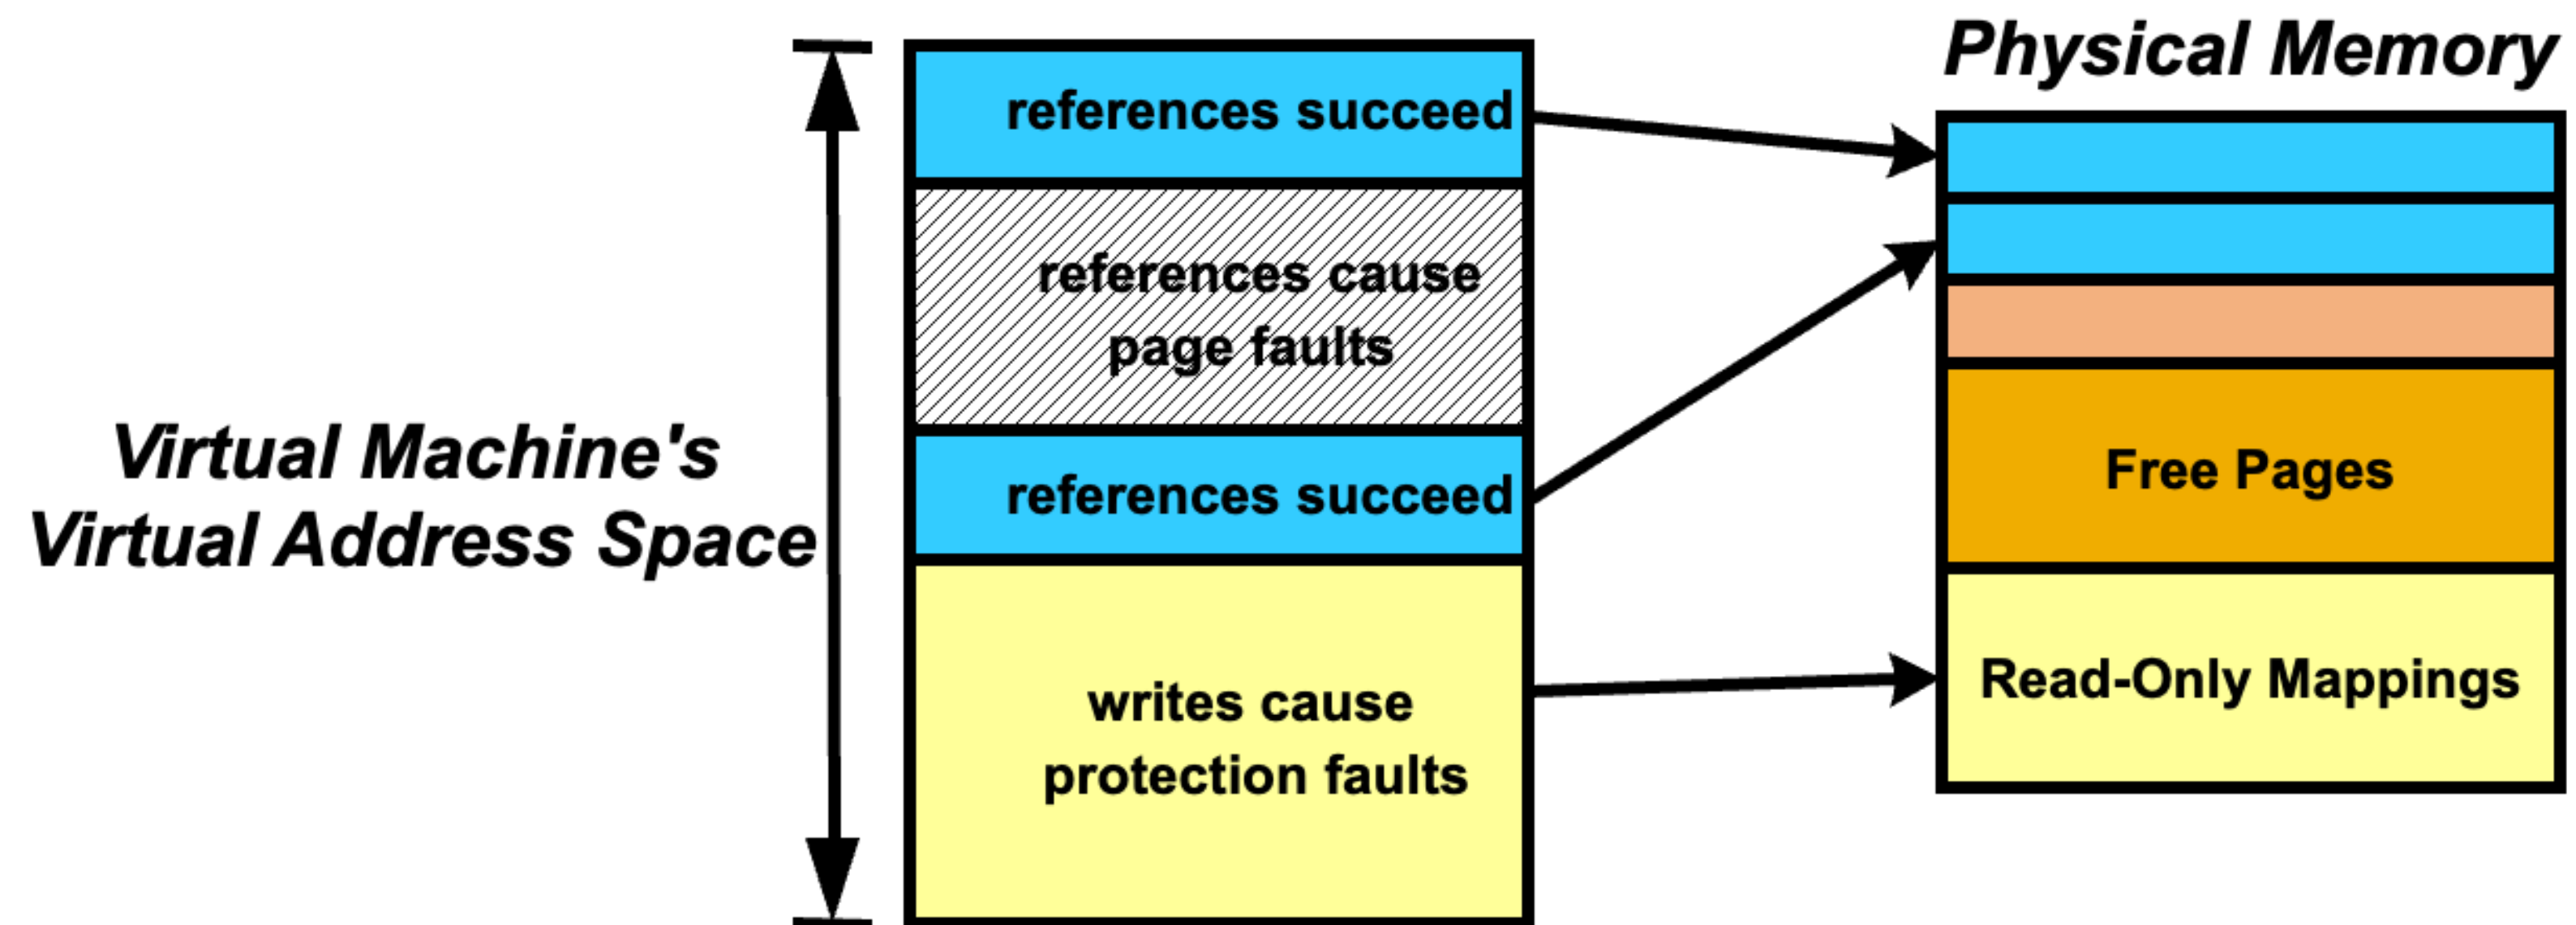 Physical Memory
references succeed
references cause
page faults
Virtual Machine's
Virtual Address Space
references succeed
Free Pages
writes cause
protection faults
Read-Only Mappings